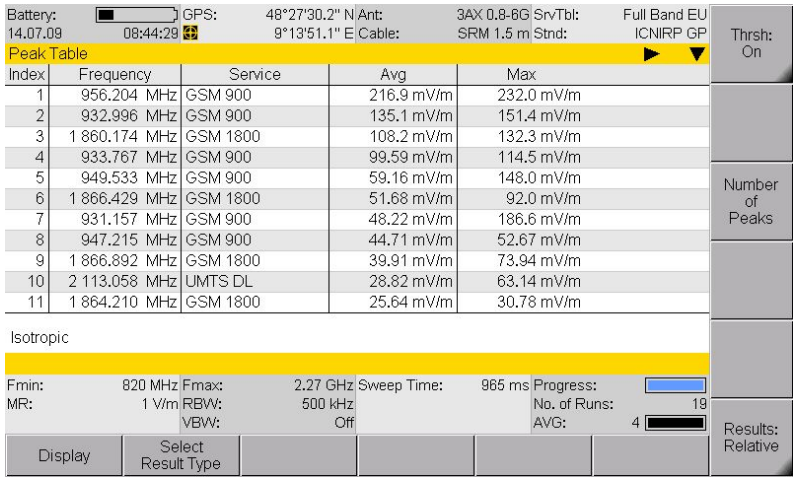 Battery: GPS: 48°27'30.2" N Ant: 3AX 0.8-6G SrvTbl: Full Band EU
14.07.09 08:44:29 9°13'51.1" E Cable: SRM 1.5 m Stnd: ICNIRP GP
Thrsh:
On
Peak Table
Index Frequency Service Avg Max
1 956.204 MHz GSM 900 216.9 mV/m 232.0 mV/m
2 932.996 MHz GSM 900 135.1 mV/m 151.4 mV/m
3 1 860.174 MHz GSM 1800 108.2 mV/m 132.3 mV/m
4 933.767 MHz GSM 900 99.59 mV/m 114.5 mV/m
5 949.533 MHz GSM 900 59.16 mV/m 148.0 mV/m
6 1 866.429 MHz GSM 1800 51.68 mV/m 92.0 mV/m
7 931.157 MHz GSM 900 48.22 mV/m 186.6 mV/m
8 947.215 MHz GSM 900 44.71 mV/m 52.67 mV/m
9 1 866.892 MHz GSM 1800 39.91 mV/m 73.94 mV/m
10 2 113.058 MHz UMTS DL 28.82 mV/m 63.14 mV/m
11 1 864.210 MHz GSM 1800 25.64 mV/m 30.78 mV/m
Number
of
Peaks
Isotropic
Fmin: 820 MHz Fmax: 2.27 GHz Sweep Time: 965 ms Progress:
MR: 1 V/m RBW: 500 kHz No. of Runs: 19
VBW: Off AVG: 4
Results:
Relative
Display
Select
Result Type